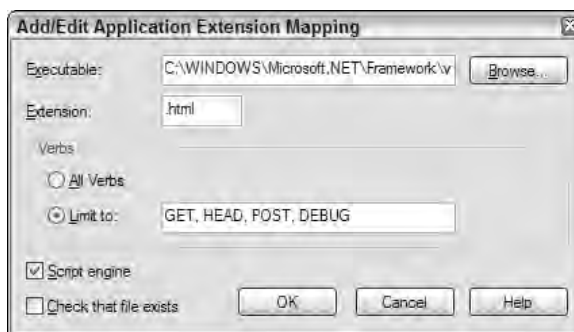 Add/Edit Application Extension Mapping
Executable: C:\WINDOWS\Microsoft.NET\Framework\v Browse...
Extension: .html
Verbs
All Verbs
Limit to: GET, HEAD, POST, DEBUG
Script engine
Check that file exists OK Cancel Help